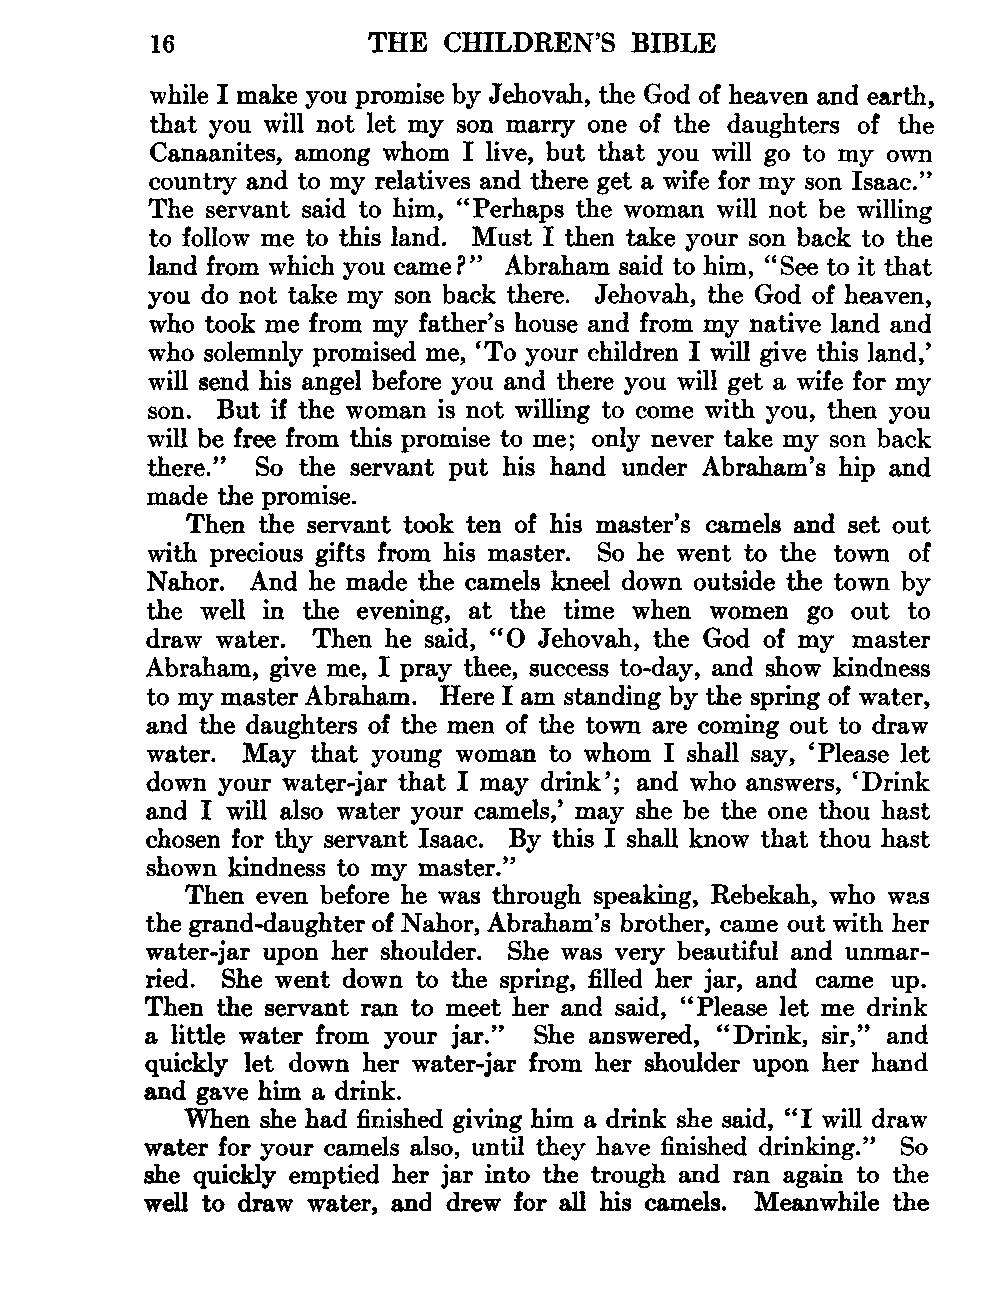 16 THE CHILDREN'S BIBLE
while I make you promise by Jehovah, the God of heaven and earth,
that you will not let my son marry one of the daughters of the
Canaanites, among whom I live, but that you will go to my own
country and to my relatives and there get a wife for my son Isaac.”
The servant said to him, “Perhaps the woman will not be willing
to follow me to this land. Must I then take your son back to the
land from which you came?” Abraham said to him, “See to it that
you do not take my son back there. Jehovah, the God of heaven,
who took me from my father's house and from my native land and
who solemnly promised me, ‘To your children I will give this land,’
will send his angel before you and there you will get a wife for my
son. But if the woman is not willing to come with you, then you
will be free from this promise to me; only never take my son back
there.” So the servant put his hand under Abraham's hip and
made the promise.
Then the servant took ten of his master's camels and set out
with precious gifts from his master. So he went to the town of
Nahor. And he made the camels kneel down outside the town by
the well in the evening, at the time when women go out to
draw water. Then he said, “O Jehovah, the God of my master
Abraham, give me, I pray thee, success to-day, and show kindness
to my master Abraham. Here I am standing by the spring of water,
and the daughters of the men of the town are coming out to draw
water. May that young woman to whom I shall say, ‘Please let
down your water-jar that I may drink’; and who answers, ‘Drink
and I will also water your camels,’ may she be the one thou hast
chosen for thy servant Isaac. By this I shall know that thou hast
shown kindness to my master.”
Then even before he was through speaking, Rebekah, who was
the grand-daughter of Nahor, Abraham's brother, came out with her
water-jar upon her shoulder. She was very beautiful and unmar-
ried. She went down to the spring, filled her jar, and came up.
Then the servant ran to meet her and said, “Please let me drink
a little water from your jar.” She answered, “Drink, sir,” and
quickly let down her water-jar from her shoulder upon her hand
and gave him a drink.
When she had finished giving him a drink she said, “I will draw
water for your camels also, until they have finished drinking.” So
she quickly emptied her jar into the trough and ran again to the
well to draw water, and drew for all his camels. Meanwhile the